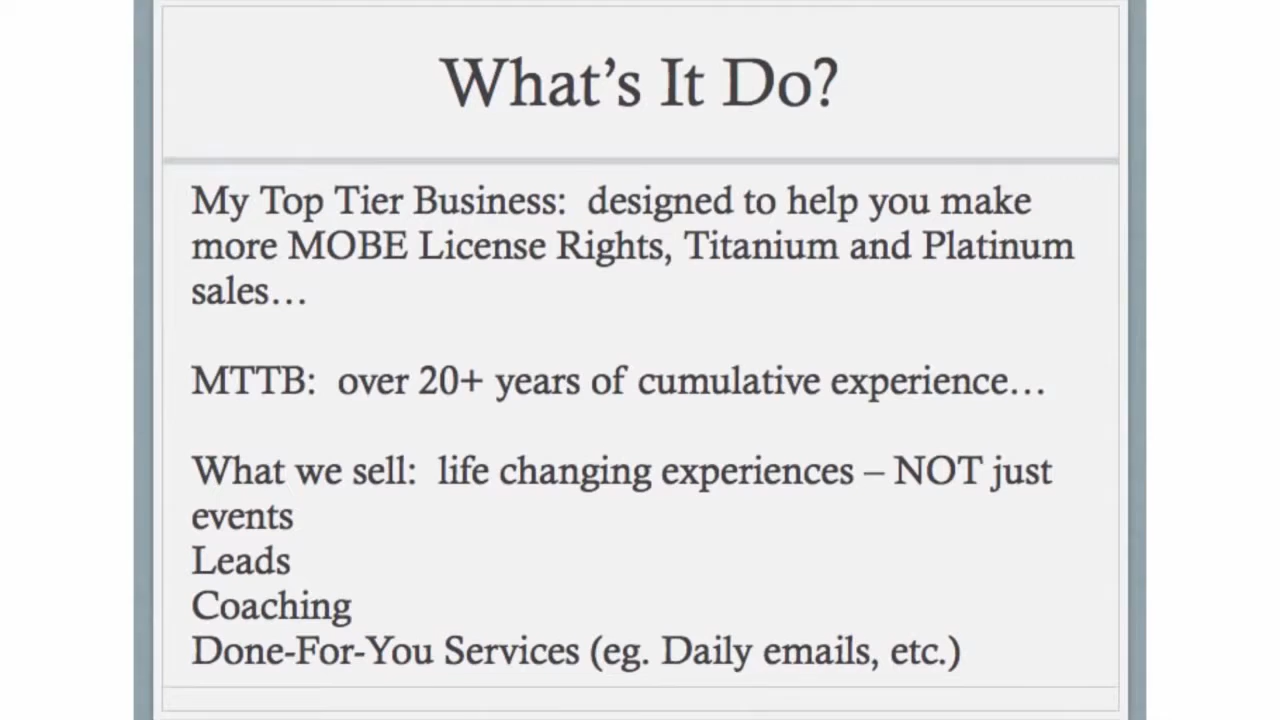 What’s It Do?
My Top Tier Business:  designed to help you make
more MOBE License Rights, Titanium and Platinum
sales…
MTTB:  over 20+ years of cumulative experience…
What we sell:  life changing experiences – NOT just
events
Leads
Coaching
Done-For-You Services (eg. Daily emails, etc.)